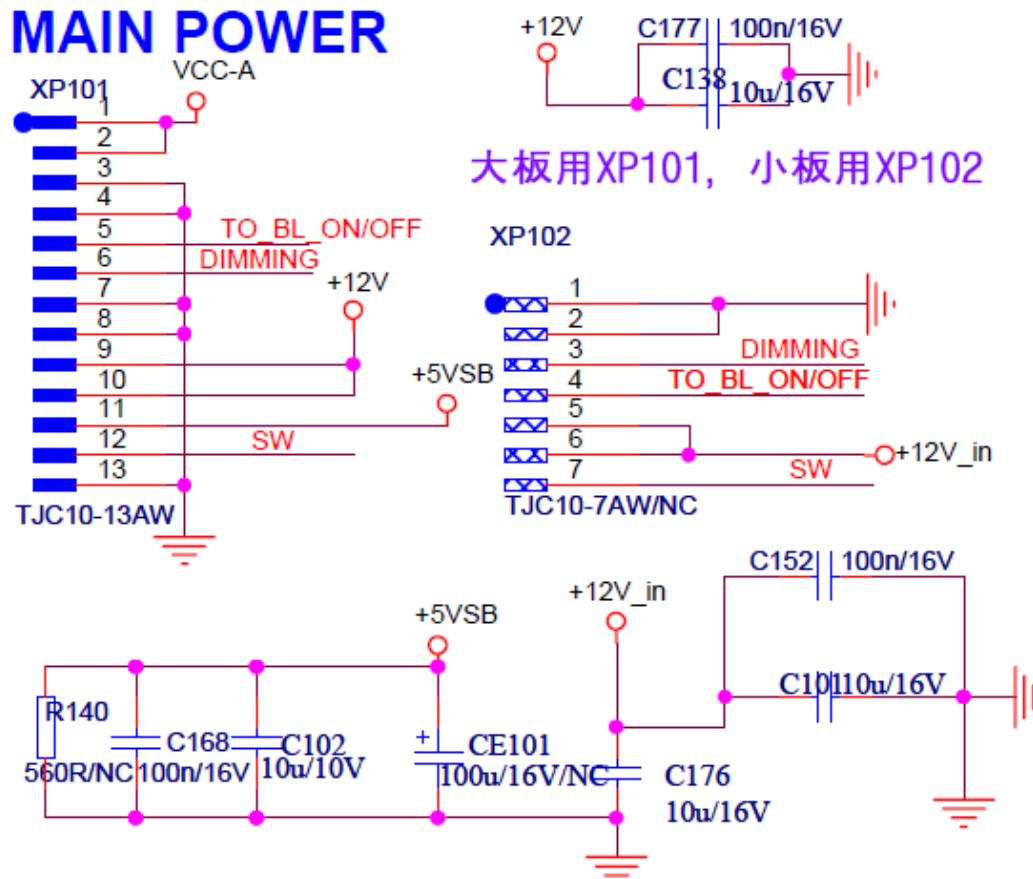 MAIN POWER
XP101
VCC-A
1
2
3
4
5
6
7
8
9
10
11
12
13
TO_BL_ON/OFF
DIMMING
+12V
+5VSB
SW
TJC10-13AW
+12V
C177
100n/16V
C138
10u/16V
大板用XP101, 小板用XP102
XP102
1
2
3
4
5
6
7
DIMMING
TO_BL_ON/OFF
+12V_in
SW
TJC10-7AW/NC
+5VSB
R140
560R/NC
C168
100n/16V
C102
10u/10V
+
CE101
100u/16V/NC
+12V_in
C176
10u/16V
C152
100n/16V
C101
10u/16V